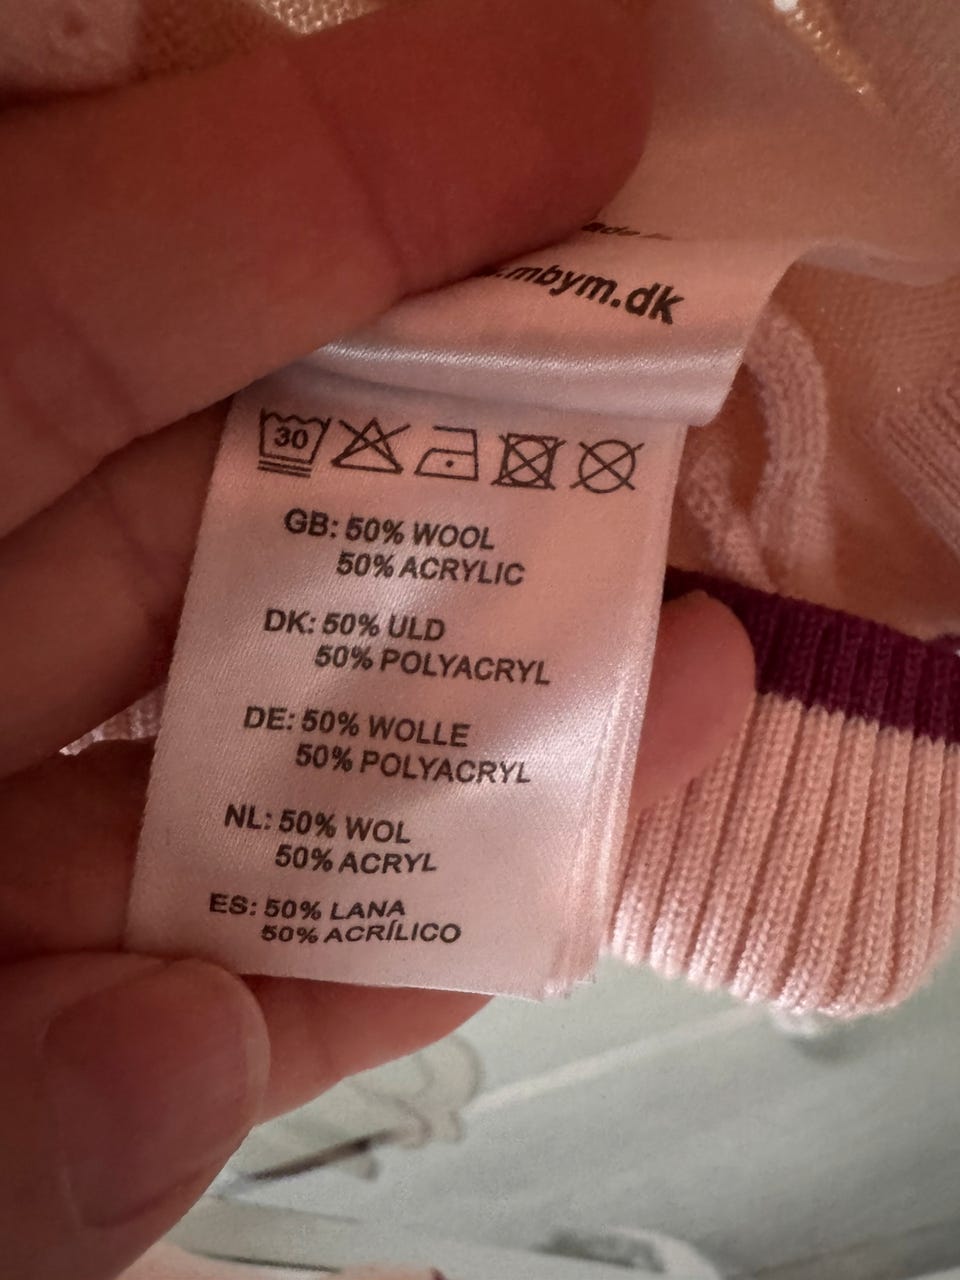 .mbym.dk
30
GB: 50% WOOL
50% ACRYLIC
DK: 50% ULD
50% POLYACRYL
DE: 50% WOLLE
50% POLYACRYL
NL: 50% WOL
50% ACRYL
ES: 50% LANA
50% ACRÍLICO